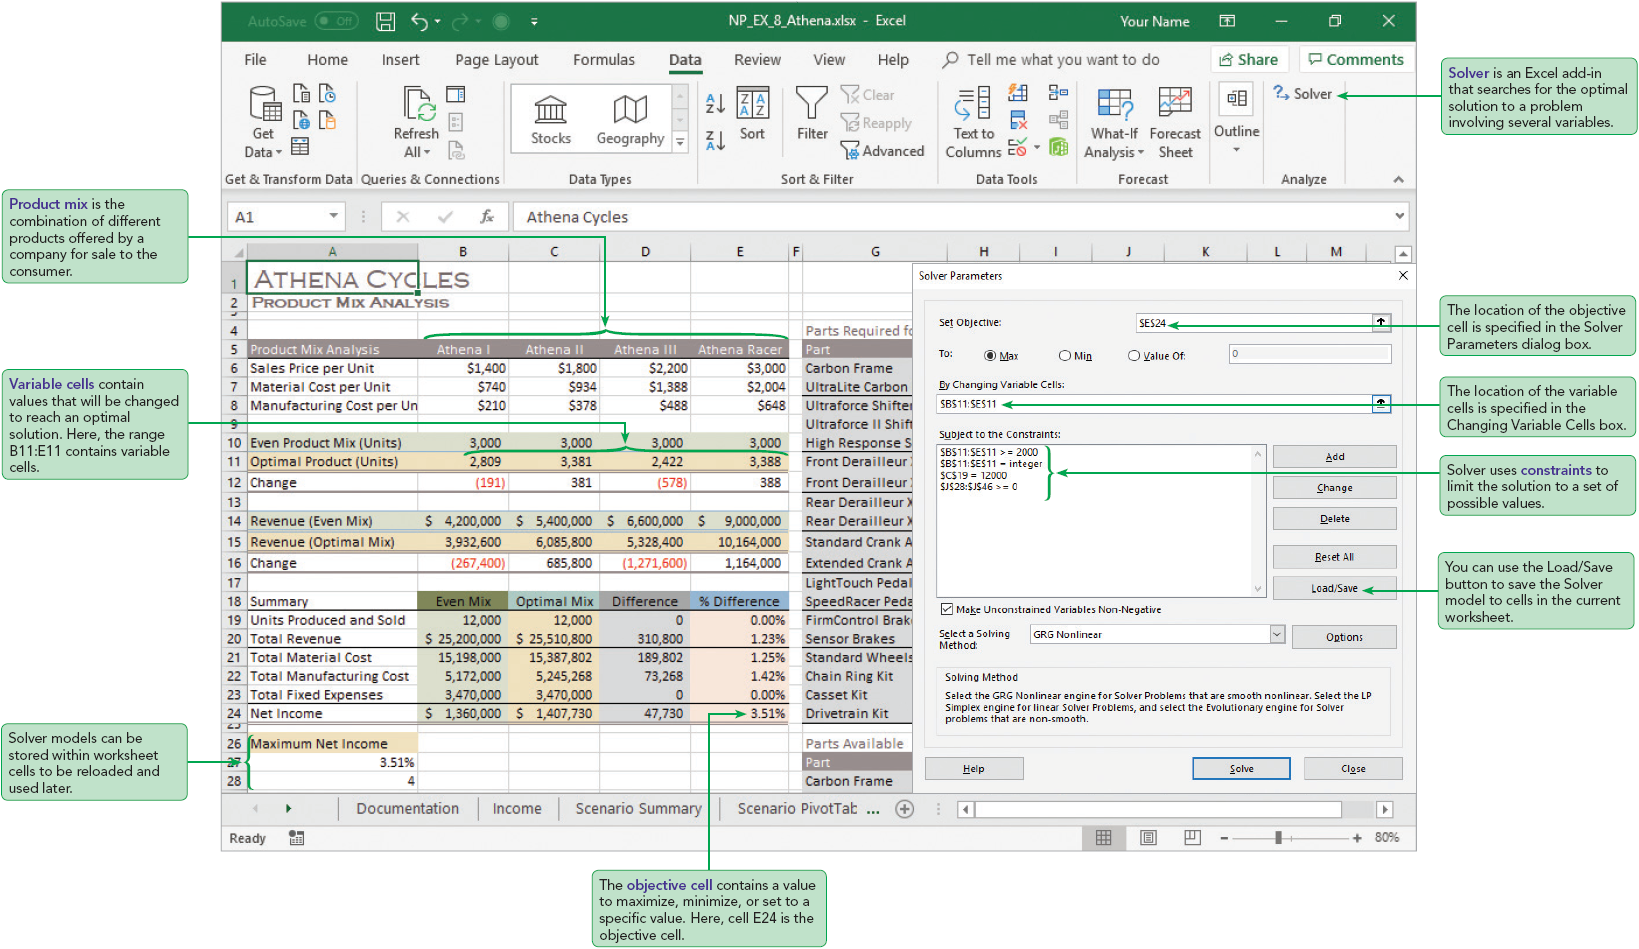 AutoSave Off
NP_EX_8_Athena.xlsx - Excel
Your Name
File Home Insert Page Layout Formulas Data Review View Help Tell me what you want to do Share Comments
Get Data
Refresh All
Stocks
Geography
Sort
Filter
Clear
Reapply
Advanced
Text to Columns
What-If Analysis
Forecast Sheet
Outline
Solver
Get & Transform Data
Queries & Connections
Data Types
Sort & Filter
Data Tools
Forecast
Analyze
Solver is an Excel add-in
that searches for the optimal
solution to a problem
involving several variables.
Product mix is the
combination of different
products offered by a
company for sale to the
consumer.
A1 fx Athena Cycles
A B C D E F G H I J K L M
1 ATHENA CYCLES
2 PRODUCT MIX ANALYSIS
4 Parts Required fo
5 Product Mix Analysis Athena I Athena II Athena III Athena Racer Part
6 Sales Price per Unit $1,400 $1,800 $2,200 $3,000 Carbon Frame
7 Material Cost per Unit $740 $934 $1,388 $2,004 UltraLite Carbon
8 Manufacturing Cost per Un $210 $378 $488 $648 Ultraforce Shifter
9 Ultraforce II Shift
10 Even Product Mix (Units) 3,000 3,000 3,000 3,000 High Response S
11 Optimal Product (Units) 2,809 3,381 2,422 3,388 Front Derailleur
12 Change (191) 381 (578) 388 Front Derailleur
13 Rear Derailleur X
14 Revenue (Even Mix) $ 4,200,000 $ 5,400,000 $ 6,600,000 $ 9,000,000 Rear Derailleur X
15 Revenue (Optimal Mix) 3,932,600 6,085,800 5,328,400 10,164,000 Standard Crank A
16 Change (267,400) 685,800 (1,271,600) 1,164,000 Extended Crank A
17 LightTouch Pedal
18 Summary Even Mix Optimal Mix Difference % Difference SpeedRacer Peda
19 Units Produced and Sold 12,000 12,000 0 0.00% FirmControl Brak
20 Total Revenue $ 25,200,000 $ 25,510,800 310,800 1.23% Sensor Brakes
21 Total Material Cost 15,198,000 15,387,802 189,802 1.25% Standard Wheels
22 Total Manufacturing Cost 5,172,000 5,245,268 73,268 1.42% Chain Ring Kit
23 Total Fixed Expenses 3,470,000 3,470,000 0 0.00% Casset Kit
24 Net Income $ 1,360,000 $ 1,407,730 47,730 3.51% Drivetrain Kit
26 Maximum Net Income Parts Available
27 3.51% Part
28 4 Carbon Frame
Variable cells contain
values that will be changed
to reach an optimal
solution. Here, the range
B11:E11 contains variable
cells.
Solver models can be
stored within worksheet
cells to be reloaded and
used later.
Solver Parameters
Set Objective: $E$24
To: Max Min Value Of: 0
By Changing Variable Cells:
$B$11:$E$11
Subject to the Constraints:
$B$11:$E$11 >= 2000
$B$11:$E$11 = integer
$C$19 = 12000
$J$28:$J$46 >= 0
Add
Change
Delete
Reset All
Load/Save
Make Unconstrained Variables Non-Negative
Select a Solving
Method:
GRG Nonlinear
Options
Solving Method
Select the GRG Nonlinear engine for Solver Problems that are smooth nonlinear. Select the LP
Simplex engine for linear Solver Problems, and select the Evolutionary engine for Solver
problems that are non-smooth.
Help
Solve
Close
The location of the objective
cell is specified in the Solver
Parameters dialog box.
The location of the variable
cells is specified in the
Changing Variable Cells box.
Solver uses constraints to
limit the solution to a set of
possible values.
You can use the Load/Save
button to save the Solver
model to cells in the current
worksheet.
Documentation Income Scenario Summary Scenario PivotTab ...
Ready
80%
The objective cell contains a value
to maximize, minimize, or set to a
specific value. Here, cell E24 is the
objective cell.